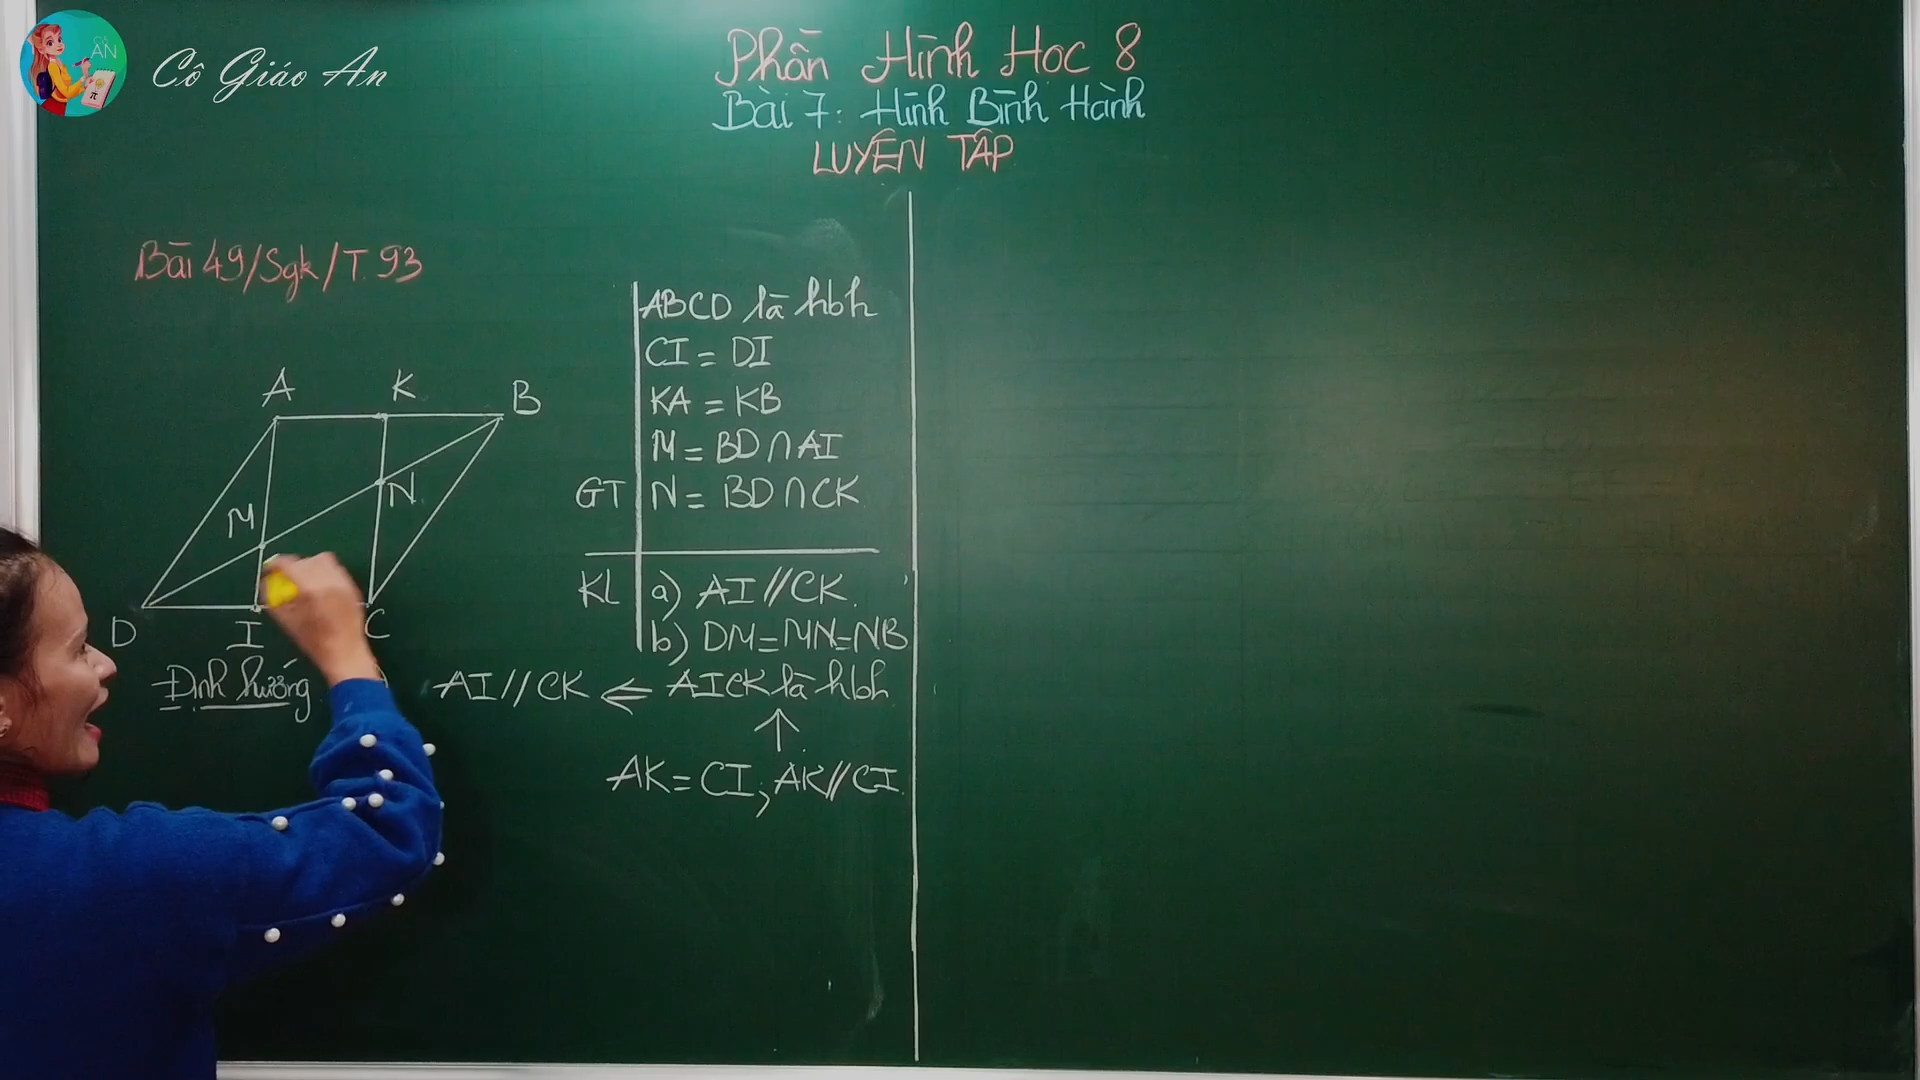 Cô Giáo An
Phần Hình Học 8
Bài 7: Hình Bình Hành
LUYỆN TẬP
Bài 49/Sgk/T.93
A K B
M N
D I C
ABCD là hbh
CI = DI
KA = KB
M = BD ∩ AI
GT N = BD ∩ CK
KL a) AI // CK.
b) DM = MN = NB
Định hướng ) AI // CK ⇐ AICK là hbh
↑
AK = CI; AK // CI.